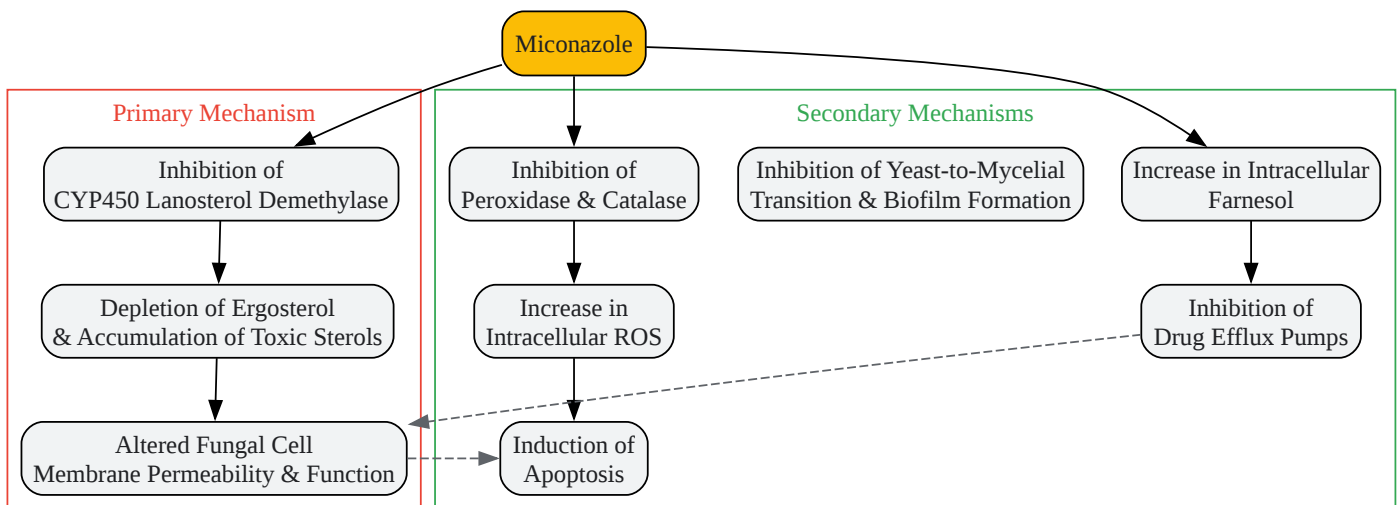 Miconazole
Primary Mechanism
Secondary Mechanisms
Inhibition of
CYP450 Lanosterol Demethylase
Inhibition of
Peroxidase & Catalase
Inhibition of Yeast-to-Mycelial
Transition & Biofilm Formation
Increase in Intracellular
Farnesol
Depletion of Ergosterol
& Accumulation of Toxic Sterols
Increase in
Intracellular ROS
Inhibition of
Drug Efflux Pumps
Altered Fungal Cell
Membrane Permeability & Function
Induction of
Apoptosis